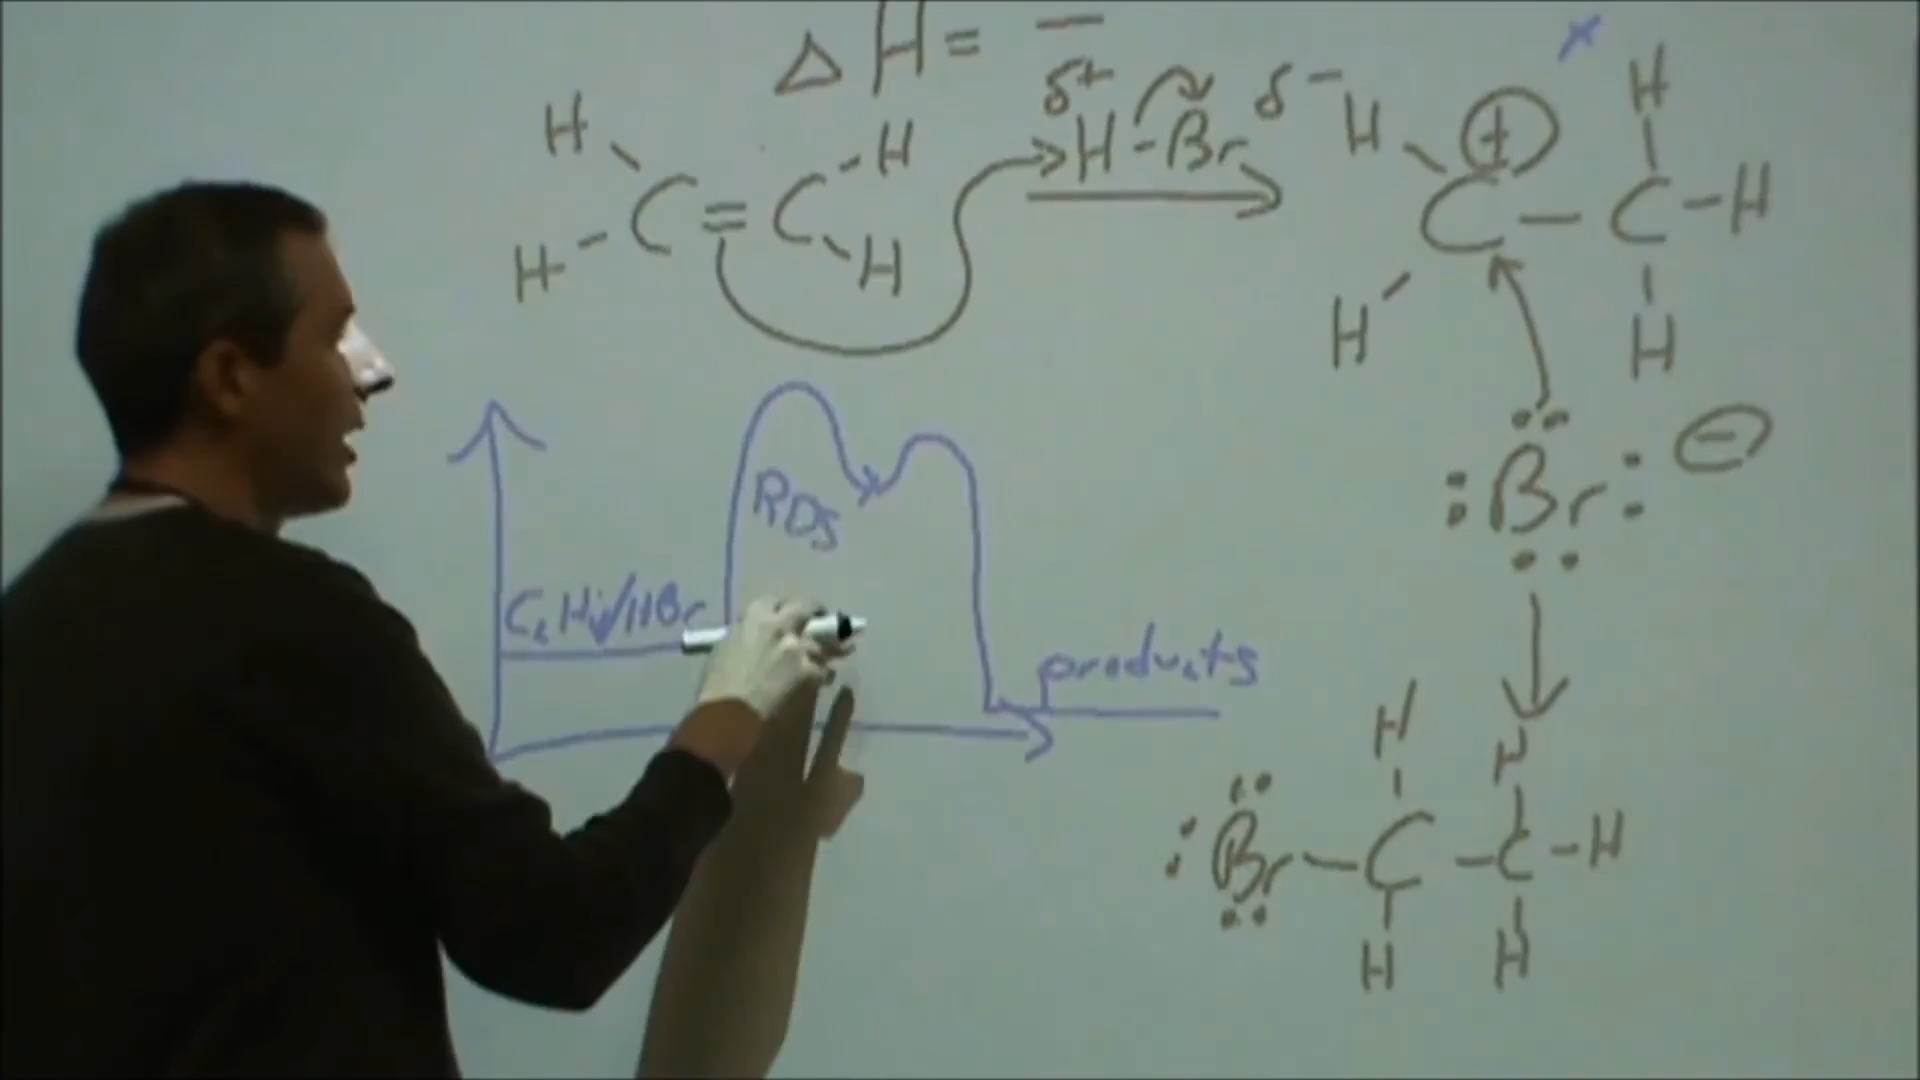 ΔH = −
δ+ δ−
H H H-Br H + H
C=C C-C-H
H H H H
RDS Br −
C2H4/HBr
products
H H
Br-C-C-H
H H